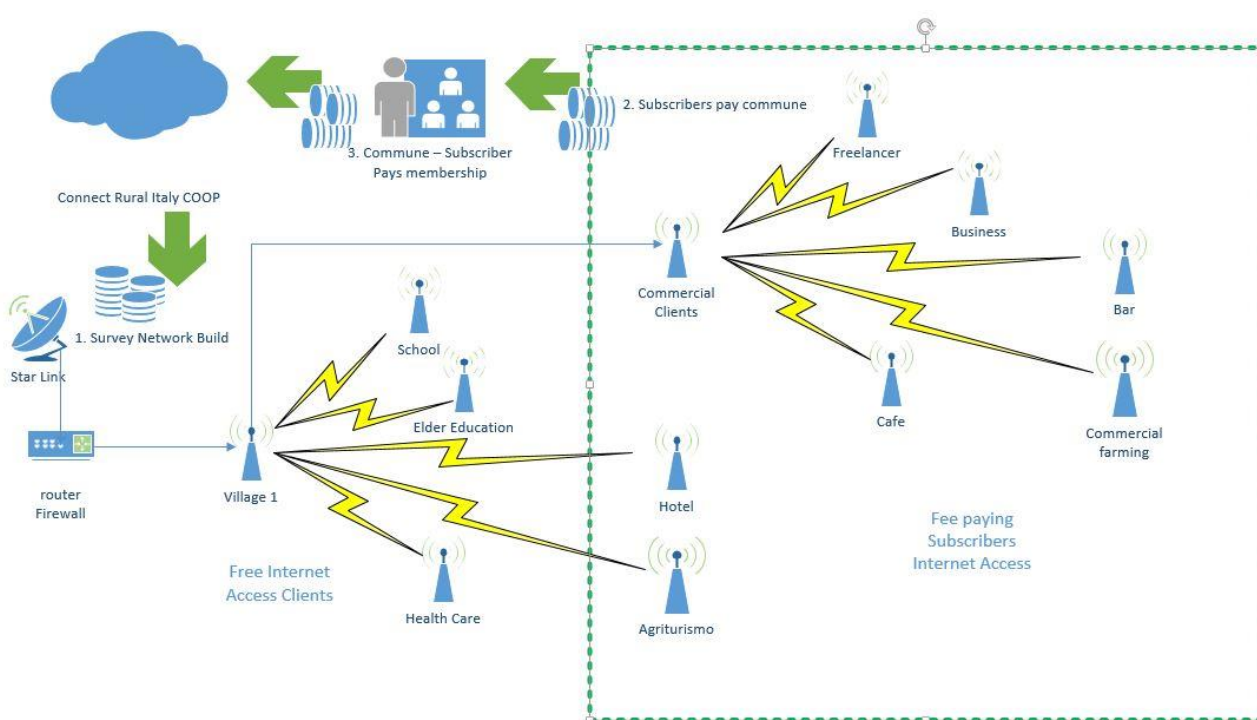 2. Subscribers pay commune
3. Commune – Subscriber
Pays membership
Freelancer
Connect Rural Italy COOP
Business
Commercial
Clients
Bar
1. Survey Network Build
School
Star Link
Cafe
Elder Education
Commercial
farming
router
Firewall
Village 1
Hotel
Fee paying
Subscribers
Internet Access
Free Internet
Access Clients
Health Care
Agriturismo